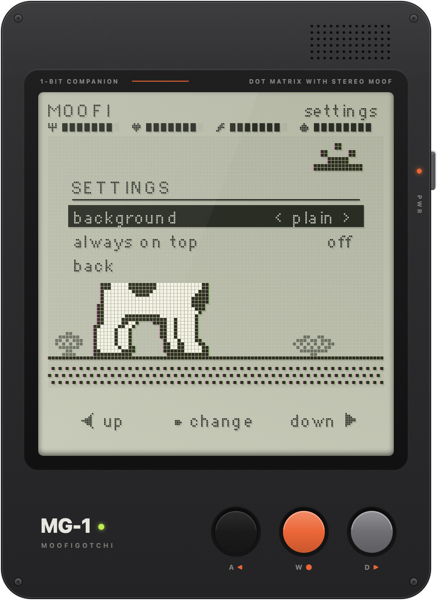 1-BIT COMPANION
DOT MATRIX WITH STEREO MOOF
MOOFI
settings
SETTINGS
background < plain >
always on top off
back
up change down
PWR
MG-1
MOOFIGOTCHI
A W D